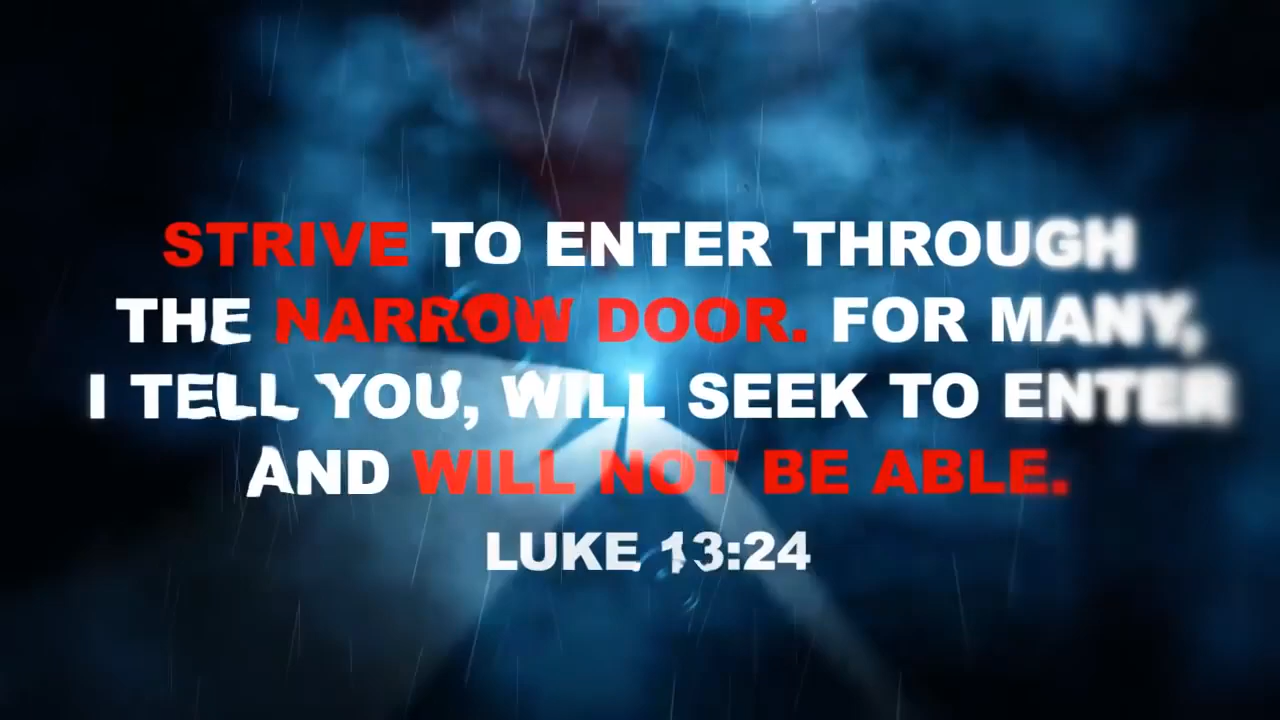 STRIVE TO ENTER THROUGH
THE NARROW DOOR. FOR MANY,
I TELL YOU, WILL SEEK TO ENTER
AND WILL NOT BE ABLE.
LUKE 13:24